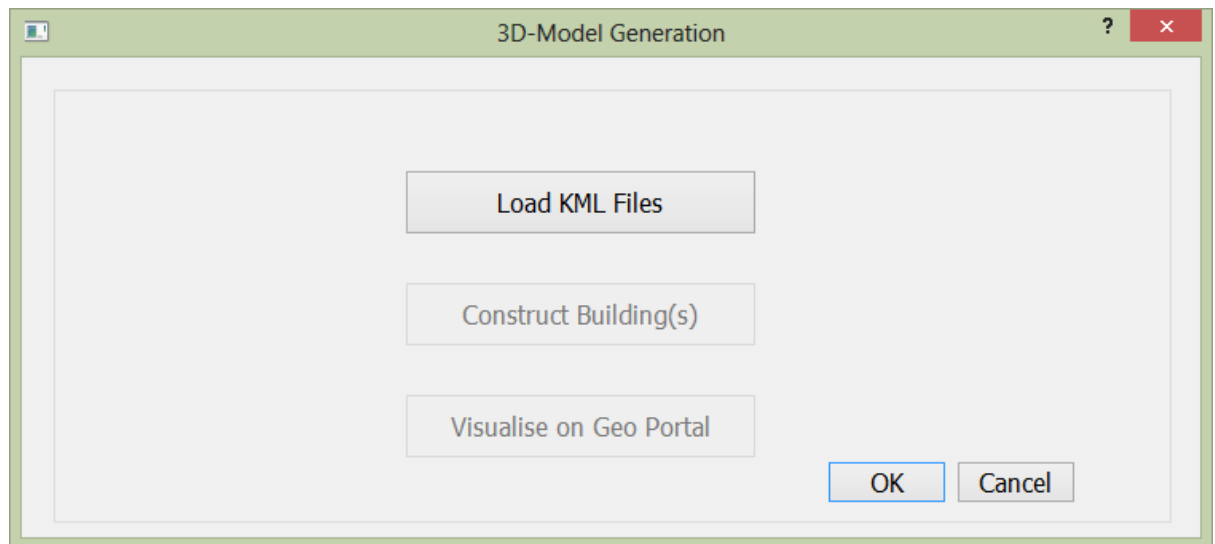 3D-Model Generation
?
Load KML Files
Construct Building(s)
Visualise on Geo Portal
OK Cancel